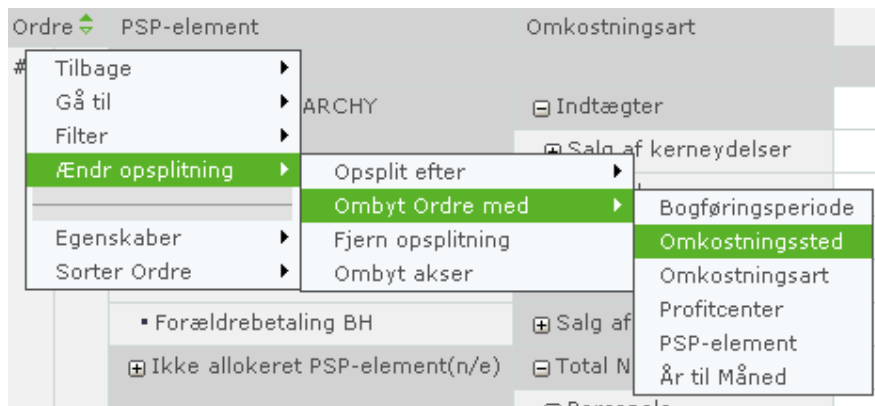 Ordre PSP-element Omkostningsart
#
Tilbage
Gå til
ARCHY
Indtægter
Filter
Salg af kerneydelser
Ændr opsplitning
Opsplit efter
Ombyt Ordre med
Bogføringsperiode
Egenskaber
Fjern opsplitning
Omkostningssted
Sorter Ordre
Ombyt akser
Omkostningsart
Profitcenter
Forældrebetaling BH
Salg af
PSP-element
Ikke allokeret PSP-element(n/e)
Total N
År til Måned